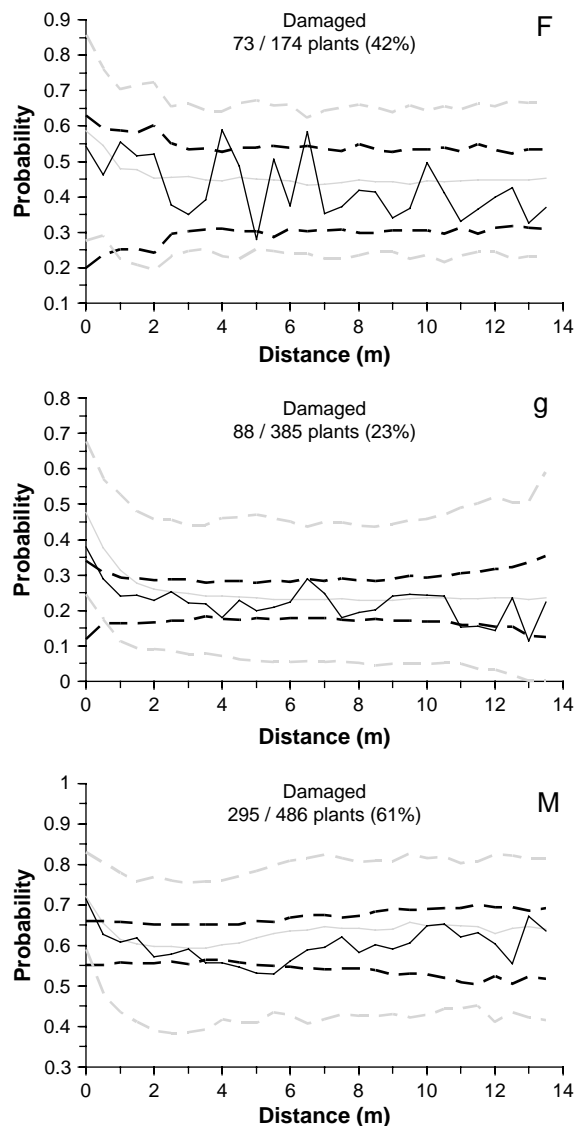 F
Damaged
73 / 174 plants (42%)
0.9
0.8
0.7
0.6
0.5
0.4
0.3
0.2
0.1
Probability
0 2 4 6 8 10 12 14
Distance (m)
g
Damaged
88 / 385 plants (23%)
0.8
0.7
0.6
0.5
0.4
0.3
0.2
0.1
0
Probability
0 2 4 6 8 10 12 14
Distance (m)
M
Damaged
295 / 486 plants (61%)
1
0.9
0.8
0.7
0.6
0.5
0.4
0.3
Probability
0 2 4 6 8 10 12 14
Distance (m)